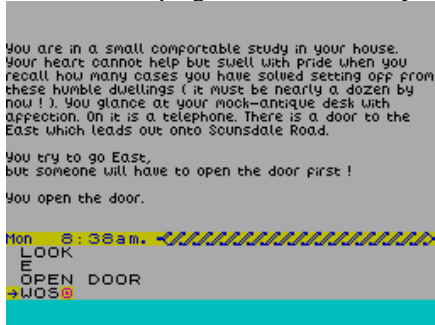 You are in a small comfortable study in your house.
Your heart cannot help but swell with pride when you
recall how many cases you have solved setting off from
these humble dwellings ( it must be nearly a dozen by
now ! ). You glance at your mock-antique desk with
affection. On it is a telephone. There is a door to the
East which leads out onto Scunsdale Road.
You try to go East,
but someone will have to open the door first !
You open the door.
Mon 8:38am.
LOOK
E
OPEN DOOR
→WOS